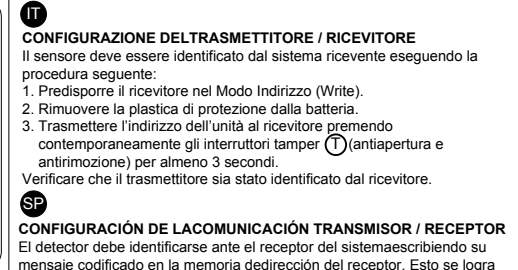 IT
CONFIGURAZIONE DELTRASMETTITORE / RICEVITORE
Il sensore deve essere identificato dal sistema ricevente eseguendo la
procedura seguente:
1. Predisporre il ricevitore nel Modo Indirizzo (Write).
2. Rimuovere la plastica di protezione dalla batteria.
3. Trasmettere l'indirizzo dell'unità al ricevitore premendo
contemporaneamente gli interruttori tamper T (antiapertura e
antirimozione) per almeno 3 secondi.
Verificare che il trasmettitore sia stato identificato dal ricevitore.
SP
CONFIGURACIÓN DE LACOMUNICACIÓN TRANSMISOR / RECEPTOR
El detector debe identificarse ante el receptor del sistemaescribiendo su
mensaje codificado en la memoria dedirección del receptor. Esto se logra